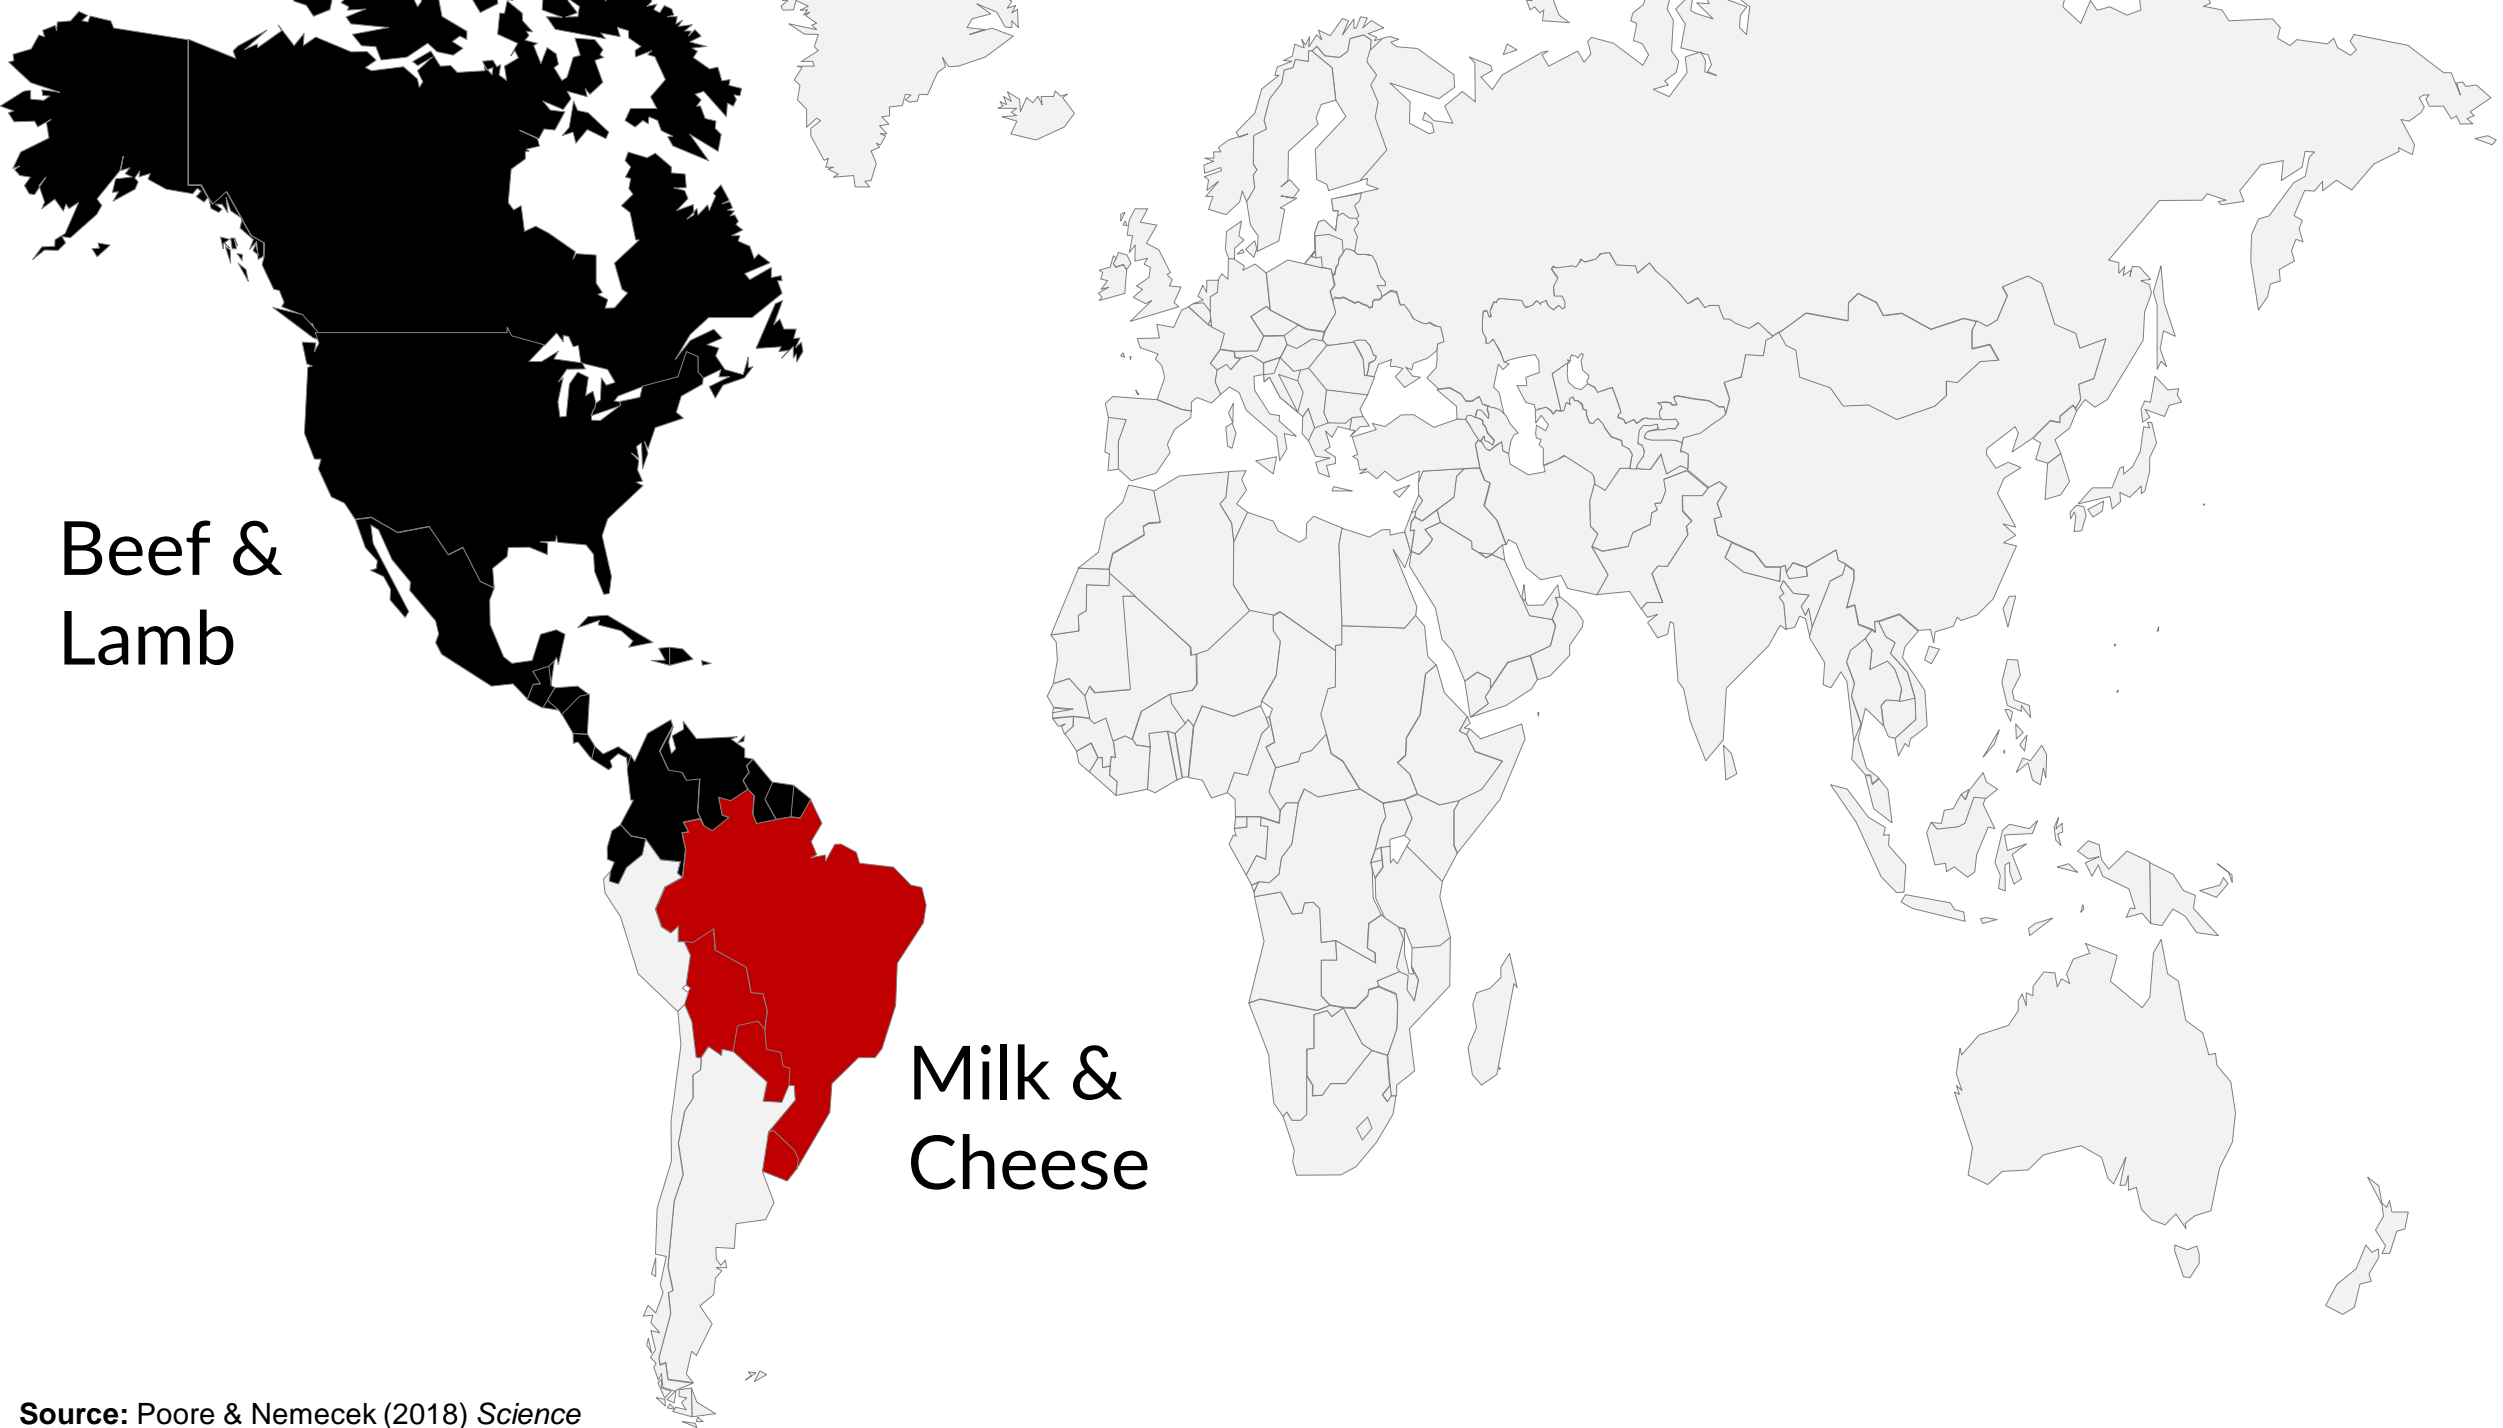 Beef &
Lamb
Milk &
Cheese
Source: Poore & Nemecek (2018) Science